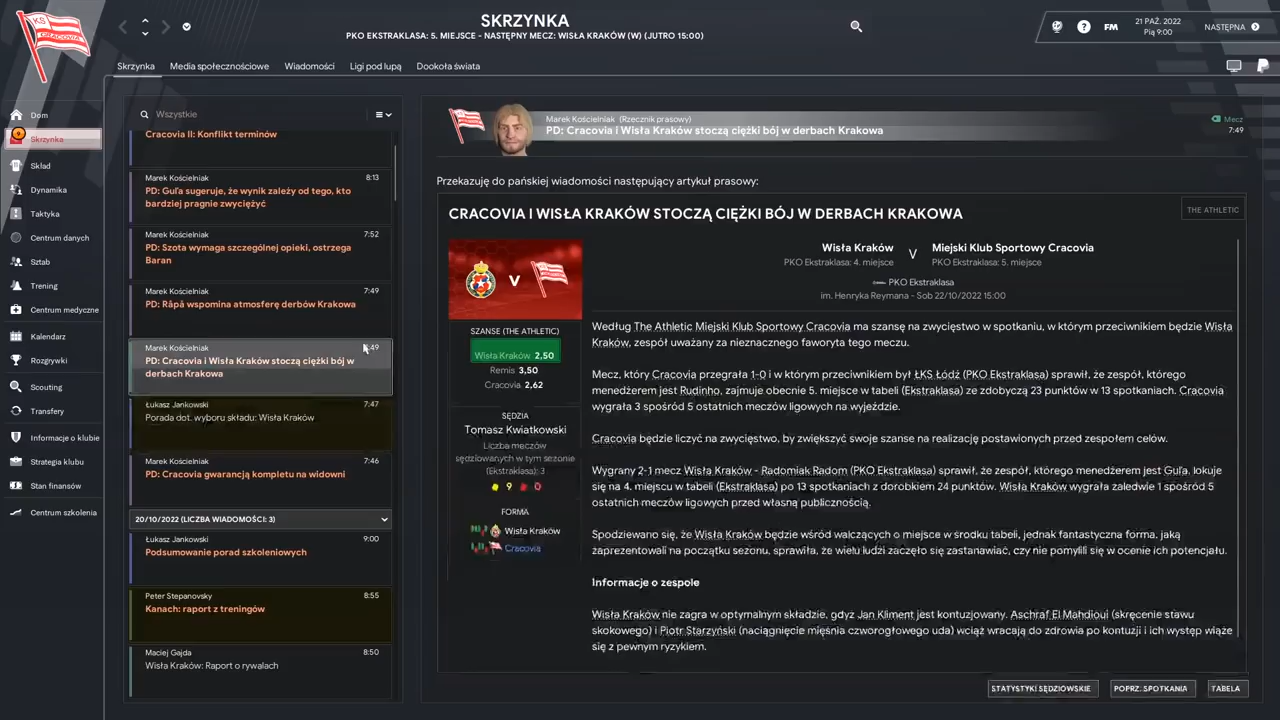 KS
CRACOVIA
SKRZYNKA
PKO EKSTRAKLASA: 5. MIEJSCE - NASTĘPNY MECZ: WISŁA KRAKÓW (W) (JUTRO 15:00)
FM
21 PAŹ. 2022
Pią 9:00
NASTĘPNA
Skrzynka
Media społecznościowe
Wiadomości
Ligi pod lupą
Dookoła świata
Dom
9
Skrzynka
Skład
Dynamika
Taktyka
Centrum danych
Sztab
Trening
Centrum medyczne
Kalendarz
Rozgrywki
Scouting
Transfery
Informacje o klubie
Strategia klubu
Stan finansów
Centrum szkolenia
Wszystkie
Cracovia II: Konflikt terminów
Marek Kościelniak 8:13
PD: Guľa sugeruje, że wynik zależy od tego, kto
bardziej pragnie zwyciężyć
Marek Kościelniak 7:52
PD: Szota wymaga szczególnej opieki, ostrzega
Baran
Marek Kościelniak 7:49
PD: Råpå wspomina atmosferę derbów Krakowa
Marek Kościelniak 7:49
PD: Cracovia i Wisła Kraków stoczą ciężki bój w
derbach Krakowa
Łukasz Jankowski 7:47
Porada dot. wyboru składu: Wisła Kraków
Marek Kościelniak 7:46
PD: Cracovia gwarancją kompletu na widowni
20/10/2022 (LICZBA WIADOMOŚCI: 3)
Łukasz Jankowski 9:00
Podsumowanie porad szkoleniowych
Peter Stepanovsky 8:55
Kanach: raport z treningów
Maciej Gajda 8:50
Wisła Kraków: Raport o rywalach
Marek Kościelniak (Rzecznik prasowy)
PD: Cracovia i Wisła Kraków stoczą ciężki bój w derbach Krakowa
Mecz
7:49
Przekazuję do pańskiej wiadomości następujący artykuł prasowy:
CRACOVIA I WISŁA KRAKÓW STOCZĄ CIĘŻKI BÓJ W DERBACH KRAKOWA
THE ATHLETIC
V
SZANSE (THE ATHLETIC)
Wisła Kraków 2,50
Remis 3,50
Cracovia 2,62
SĘDZIA
Tomasz Kwiatkowski
Liczba meczów
sędziowanych w tym sezonie
(Ekstraklasa): 3
9 0
FORMA
Wisła Kraków
Cracovia
Wisła Kraków V Miejski Klub Sportowy Cracovia
PKO Ekstraklasa: 4. miejsce PKO Ekstraklasa: 5. miejsce
PKO Ekstraklasa
im. Henryka Reymana - Sob 22/10/2022 15:00
Według The Athletic Miejski Klub Sportowy Cracovia ma szansę na zwycięstwo w spotkaniu, w którym przeciwnikiem będzie Wisła
Kraków, zespół uważany za nieznacznego faworyta tego meczu.
Mecz, który Cracovia przegrała 1-0 i w którym przeciwnikiem był ŁKS Łódź (PKO Ekstraklasa) sprawił, że zespół, którego
menedżerem jest Rudinho, zajmuje obecnie 5. miejsce w tabeli (Ekstraklasa) ze zdobyczą 23 punktów w 13 spotkaniach. Cracovia
wygrała 3 spośród 5 ostatnich meczów ligowych na wyjeździe.
Cracovia będzie liczyć na zwycięstwo, by zwiększyć swoje szanse na realizację postawionych przed zespołem celów.
Wygrany 2-1 mecz Wisła Kraków - Radomiak Radom (PKO Ekstraklasa) sprawił, że zespół, którego menedżerem jest Guľa, lokuje
się na 4. miejscu w tabeli (Ekstraklasa) po 13 spotkaniach z dorobkiem 24 punktów. Wisła Kraków wygrała zaledwie 1 spośród 5
ostatnich meczów ligowych przed własną publicznością.
Spodziewano się, że Wisła Kraków będzie wśród walczących o miejsce w środku tabeli, jednak fantastyczna forma, jaką
zaprezentowali na początku sezonu, sprawiła, że wielu ludzi zaczęło się zastanawiać, czy nie pomylili się w ocenie ich potencjału.
Informacje o zespole
Wisła Kraków nie zagra w optymalnym składzie, gdyż Jan Kliment jest kontuzjowany. Aschraf El Mahdioui (skręcenie stawu
skokowego) i Piotr Starzyński (naciągnięcie mięśnia czworogłowego uda) wciąż wracają do zdrowia po kontuzji i ich występ wiąże
się z pewnym ryzykiem.
STATYSTYKI SĘDZIOWSKIE
POPRZ. SPOTKANIA
TABELA